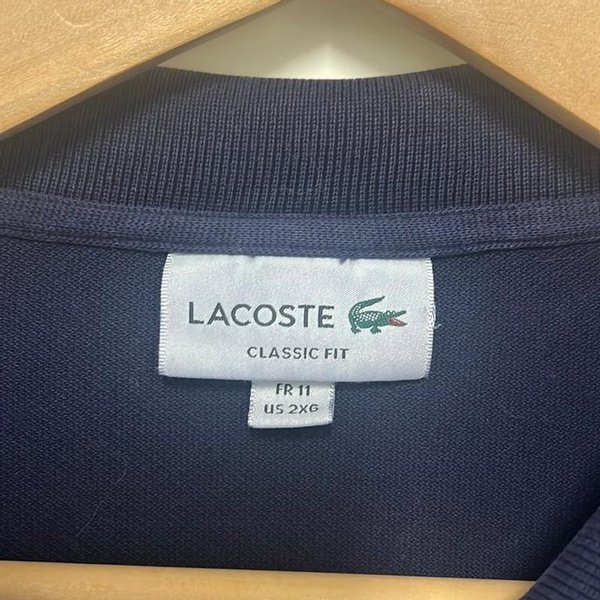 LACOSTE
CLASSIC FIT
FR 11
US 2XG